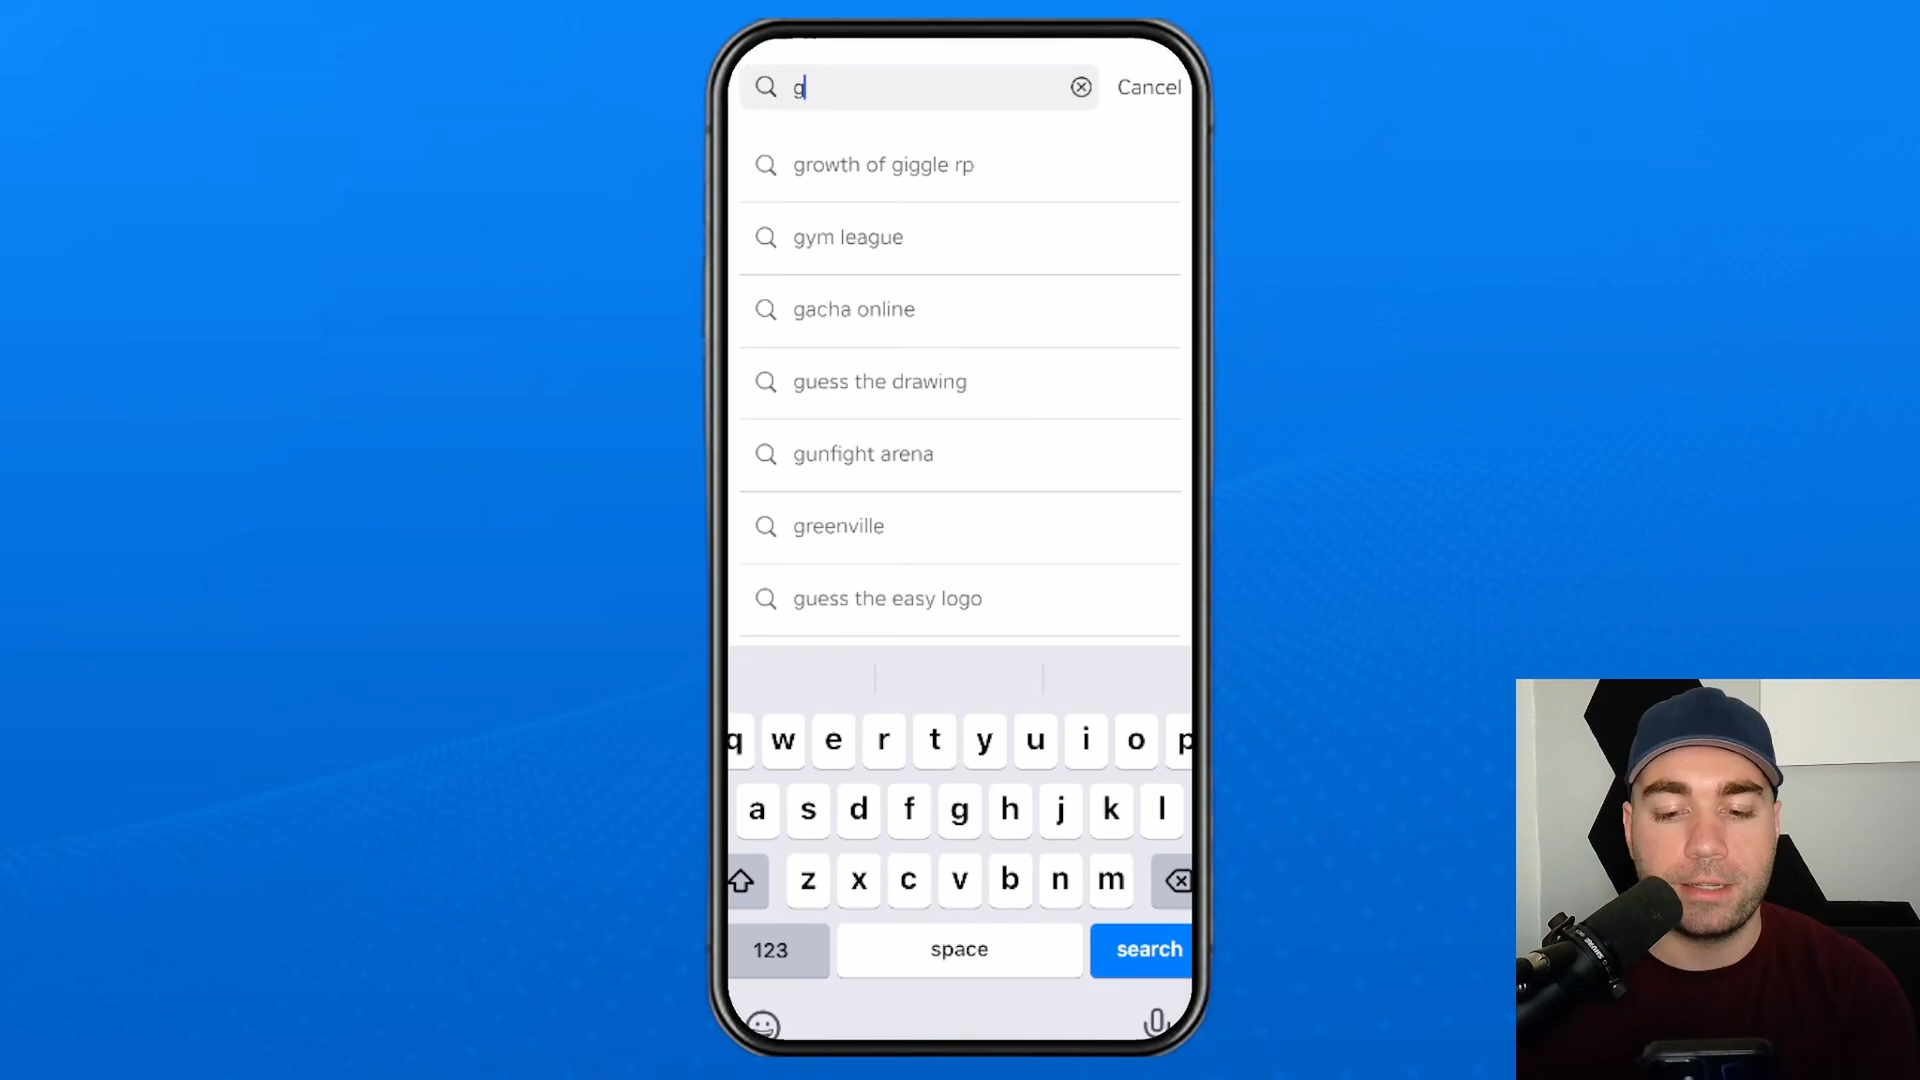 g
Cancel
growth of giggle rp
gym league
gacha online
guess the drawing
gunfight arena
greenville
guess the easy logo
q w e r t y u i o p
a s d f g h j k l
z x c v b n m
123 space search
SHURE